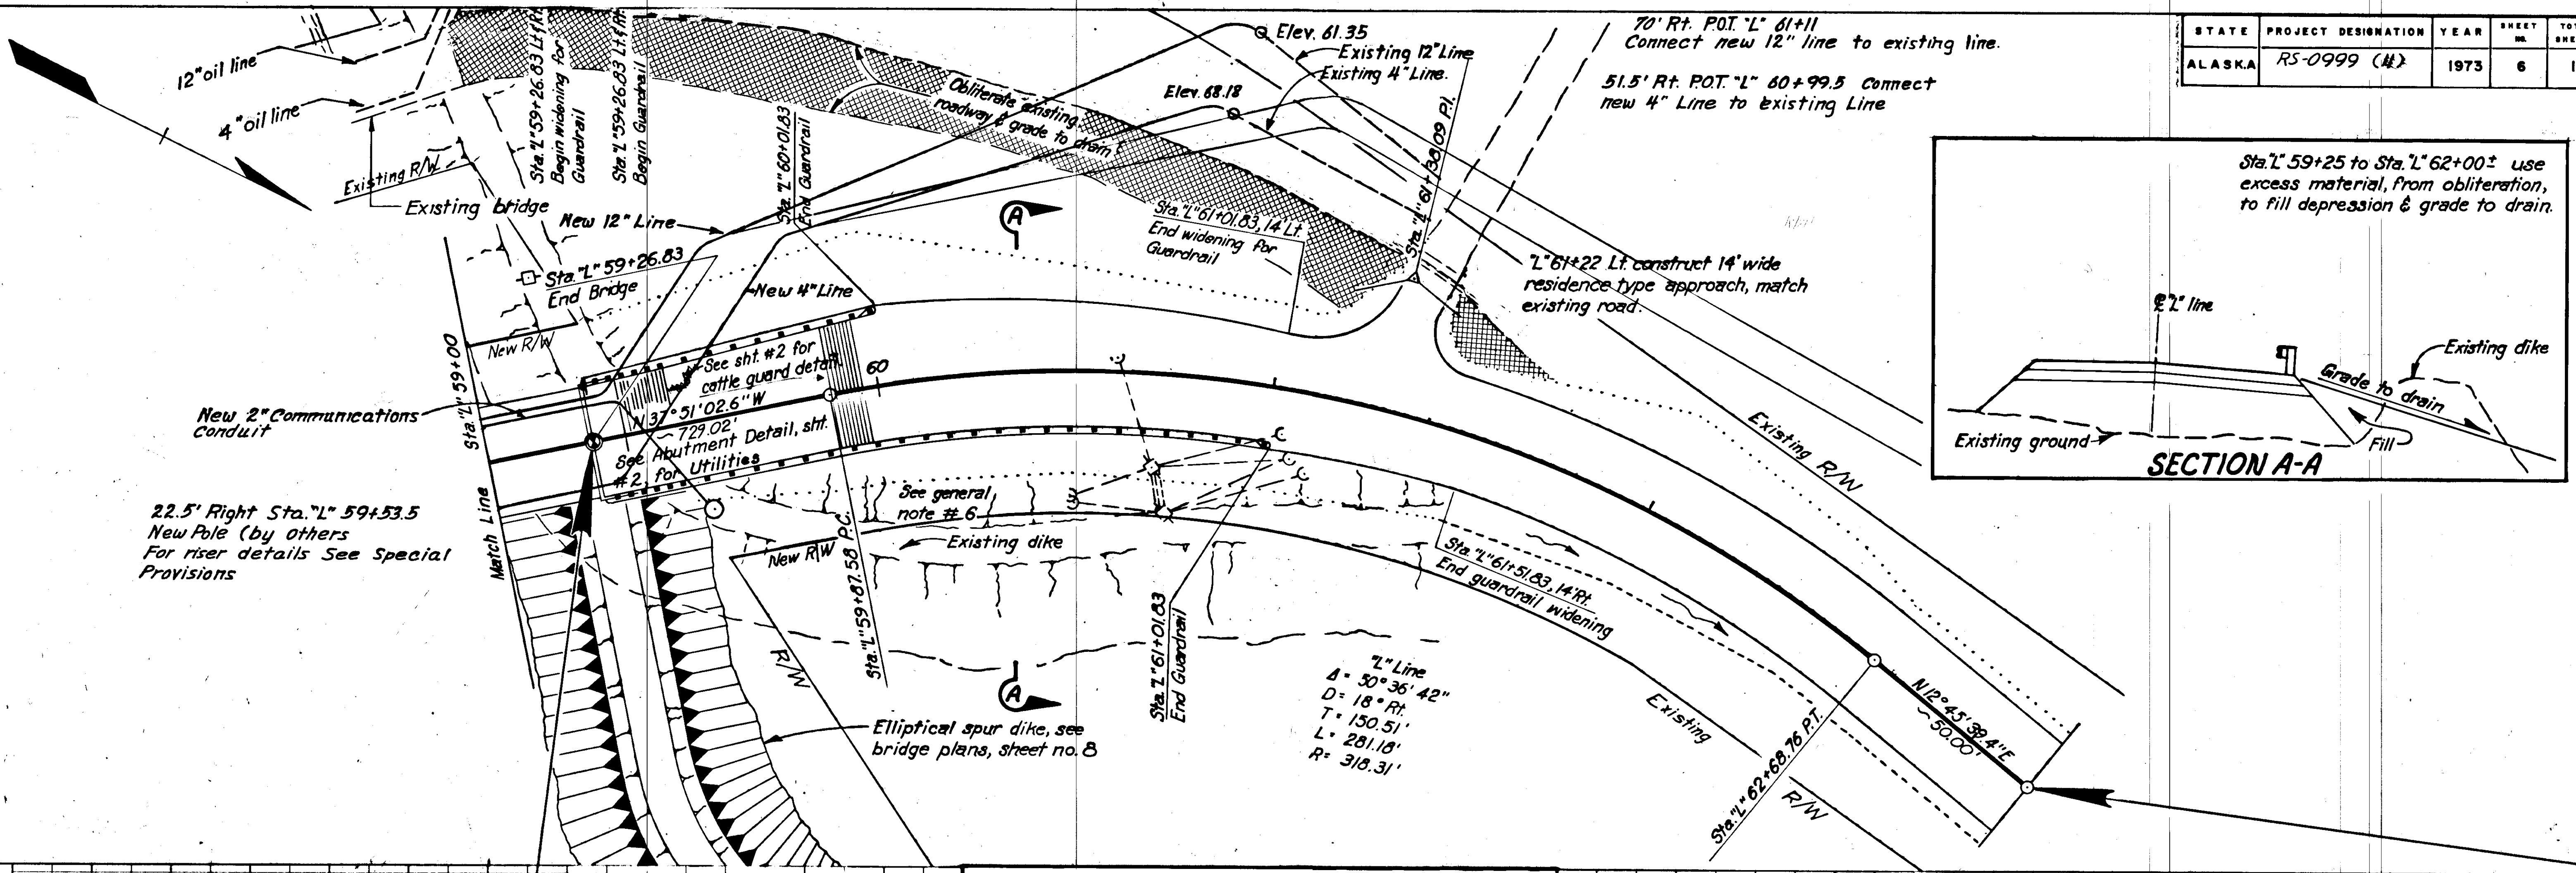 12" oil line
4" oil line
Existing R/W
Existing bridge
Sta. "L" 59+26.83 Lt & Rt.
Begin widening for
Guardrail
Sta. "L" 59+26.83 Lt. & Rt.
Begin Guardrail
New 12" Line
Sta. "L" 59+26.83
End Bridge
New 4" Line
Sta. "L" 60+01.83
End Guardrail
Obliterate existing
roadway & grade to drain
Elev. 61.35
Existing 12" Line
Existing 4" Line.
Elev. 68.18
70' Rt. P.O.T. "L" 61+11
Connect new 12" line to existing line.
51.5' Rt. P.O.T. "L" 60+99.5 Connect
new 4" Line to existing Line
STATE
PROJECT DESIGNATION
YEAR
SHEET
NO.
ALASKA
RS-0999 (4)
1973
6
Sta. "L" 59+25 to Sta. "L" 62+00± use
excess material, from obliteration,
to fill depression & grade to drain.
℄ "L" line
Existing dike
Grade to drain
Existing ground
Fill
SECTION A-A
A
Sta. "L" 61+01.83, 14' Lt.
End widening for
Guardrail
Sta. "L" 61+38.09 P.I.
"L" 61+22 Lt. construct 14' wide
residence type approach, match
existing road.
New R/W
Sta. "L" 59+00
Match Line
New 2" Communications
Conduit
See sht. #2 for
cattle guard detail
N 37°51'02.6" W
~ 729.02'
See Abutment Detail, sht.
#2, for Utilities
60
22.5' Right Sta. "L" 59+53.5
New Pole (by others
For riser details See Special
Provisions
See general
note #6
Existing dike
New R/W
R/W
Sta. "L" 59+87.58 P.C.
Sta. "L" 61+01.83
End Guardrail
Sta. "L" 61+51.83, 14' Rt.
End guardrail widening
Existing R/W
A
Elliptical spur dike, see
bridge plans, sheet no. 8
"L" Line
Δ = 50°36'42"
D = 18° Rt.
T = 150.51'
L = 281.18'
R = 318.31'
Existing
R/W
Sta. "L" 62+68.76 P.T.
N 12°45'39.4" E
~ 50.00'